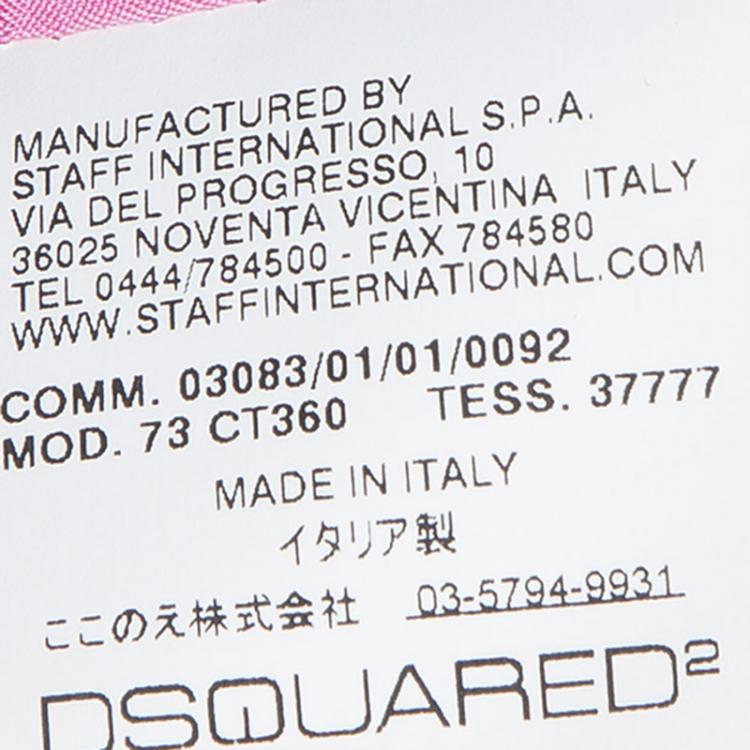 MANUFACTURED BY
STAFF INTERNATIONAL S.P.A.
VIA DEL PROGRESSO, 10
36025 NOVENTA VICENTINA ITALY
TEL 0444/784500 - FAX 784580
WWW.STAFFINTERNATIONAL.COM
COMM. 03083/01/01/0092
MOD. 73 CT360 TESS. 37777
MADE IN ITALY
イタリア製
ここのえ株式会社 03-5794-9931
DSQUARED2